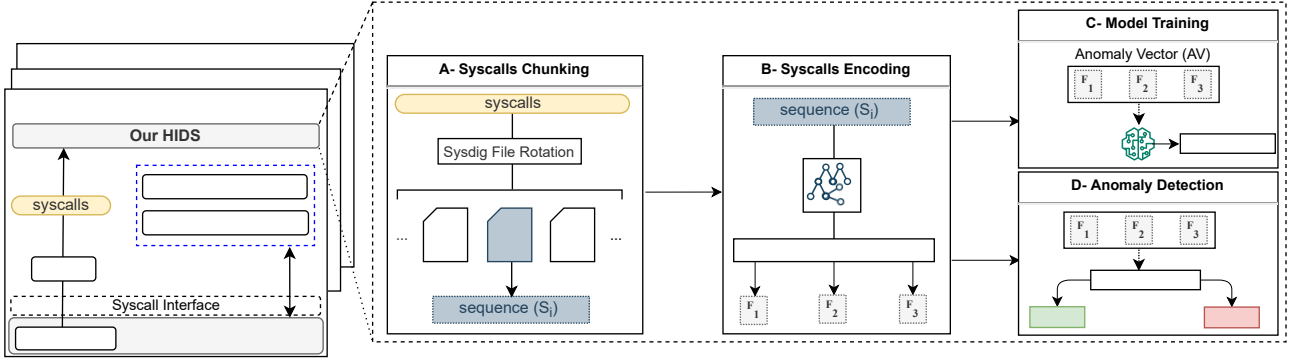 Our HIDS
syscalls
Syscall Interface
A- Syscalls Chunking
syscalls
Sysdig File Rotation
...
...
sequence (Si)
B- Syscalls Encoding
sequence (Si)
F1
F2
F3
C- Model Training
Anomaly Vector (AV)
F1
F2
F3
D- Anomaly Detection
F1
F2
F3